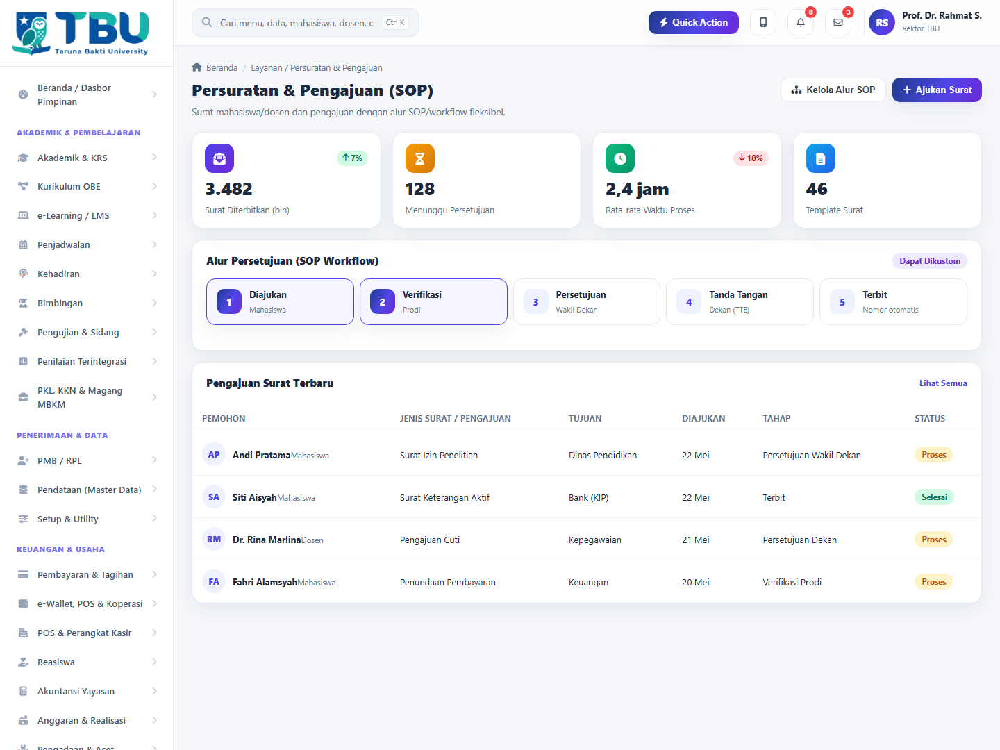 TBU
Taruna Bakti University
Cari menu, data, mahasiswa, dosen, c
Ctrl K
Quick Action
8
3
RS
Prof. Dr. Rahmat S.
Rektor TBU
Beranda / Dasbor
Pimpinan
AKADEMIK & PEMBELAJARAN
Akademik & KRS
Kurikulum OBE
e-Learning / LMS
Penjadwalan
Kehadiran
Bimbingan
Pengujian & Sidang
Penilaian Terintegrasi
PKL, KKN & Magang
MBKM
PENERIMAAN & DATA
PMB / RPL
Pendataan (Master Data)
Setup & Utility
KEUANGAN & USAHA
Pembayaran & Tagihan
e-Wallet, POS & Koperasi
POS & Perangkat Kasir
Beasiswa
Akuntansi Yayasan
Anggaran & Realisasi
Pengadaan & Aset
Beranda / Layanan / Persuratan & Pengajuan
Persuratan & Pengajuan (SOP)
Surat mahasiswa/dosen dan pengajuan dengan alur SOP/workflow fleksibel.
Kelola Alur SOP
+ Ajukan Surat
↑7%
3.482
Surat Diterbitkan (bln)
128
Menunggu Persetujuan
↓18%
2,4 jam
Rata-rata Waktu Proses
46
Template Surat
Alur Persetujuan (SOP Workflow)
Dapat Dikustom
1
Diajukan
Mahasiswa
2
Verifikasi
Prodi
3
Persetujuan
Wakil Dekan
4
Tanda Tangan
Dekan (TTE)
5
Terbit
Nomor otomatis
Pengajuan Surat Terbaru
Lihat Semua
PEMOHON JENIS SURAT / PENGAJUAN TUJUAN DIAJUKAN TAHAP STATUS
AP Andi PratamaMahasiswa Surat Izin Penelitian Dinas Pendidikan 22 Mei Persetujuan Wakil Dekan Proses
SA Siti AisyahMahasiswa Surat Keterangan Aktif Bank (KIP) 22 Mei Terbit Selesai
RM Dr. Rina MarlinaDosen Pengajuan Cuti Kepegawaian 21 Mei Persetujuan Dekan Proses
FA Fahri AlamsyahMahasiswa Penundaan Pembayaran Keuangan 20 Mei Verifikasi Prodi Proses